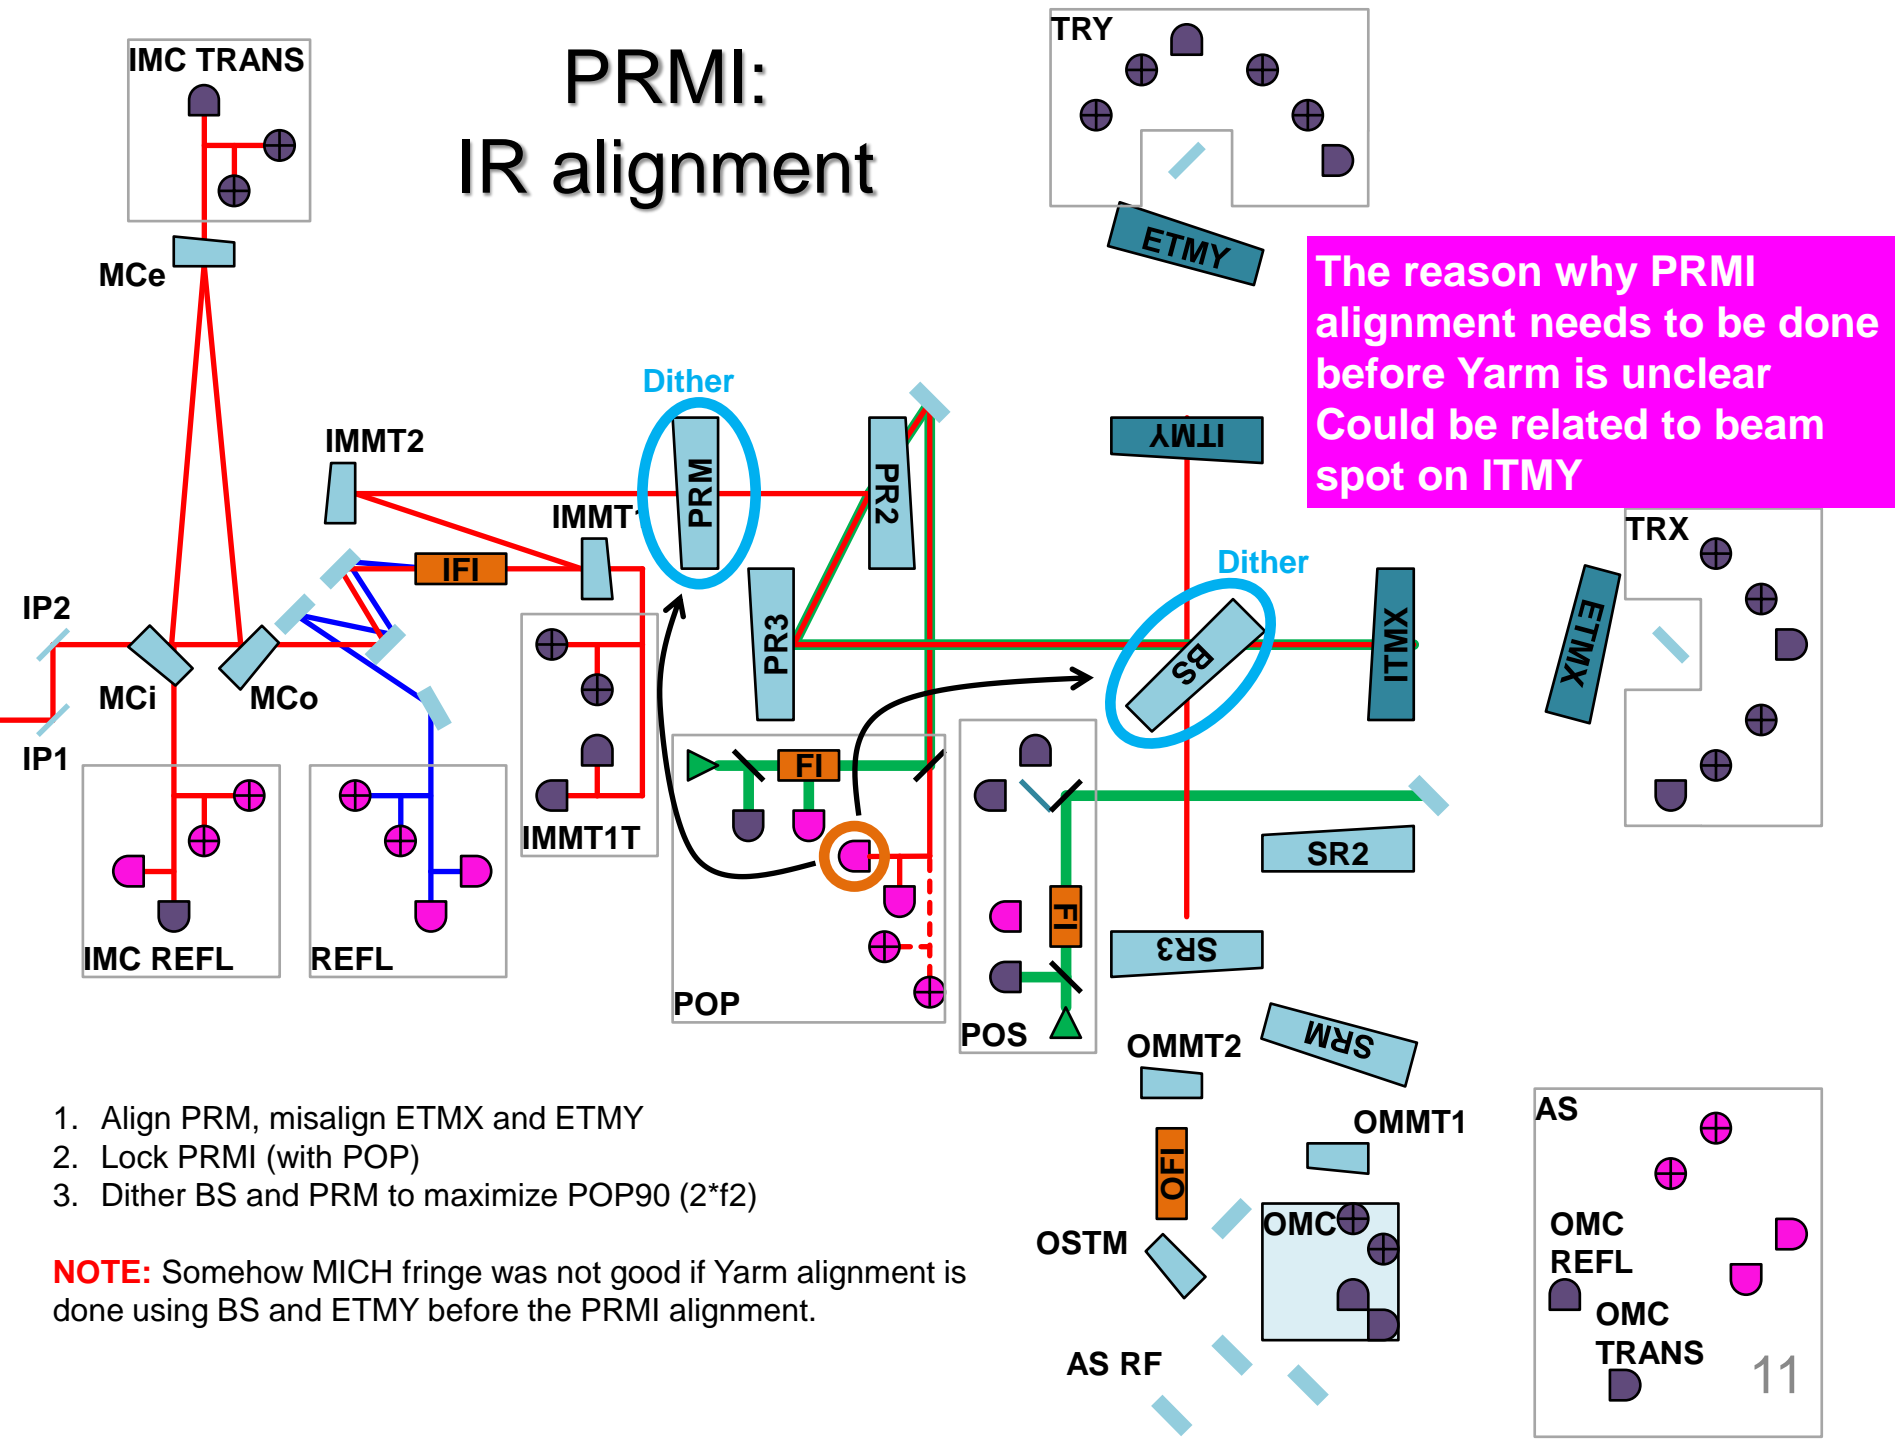 PRMI:
IR alignment
IMC TRANS
TRY
ETMY
MCe
The reason why PRMI
alignment needs to be done
before Yarm is unclear
Could be related to beam
spot on ITMY
Dither
IMMT2
PRM
PR2
ITMY
IMMT1
TRX
IFI
Dither
IP2
PR3
BS
ITMX
ETMX
MCi
MCo
IP1
FI
IMMT1T
SR2
FI
SR3
IMC REFL
REFL
POP
POS
SRM
OMMT2
1. Align PRM, misalign ETMX and ETMY
2. Lock PRMI (with POP)
3. Dither BS and PRM to maximize POP90 (2*f2)
NOTE: Somehow MICH fringe was not good if Yarm alignment is
done using BS and ETMY before the PRMI alignment.
OMMT1
AS
OFI
OSTM
OMC
OMC
REFL
OMC
TRANS
AS RF
11